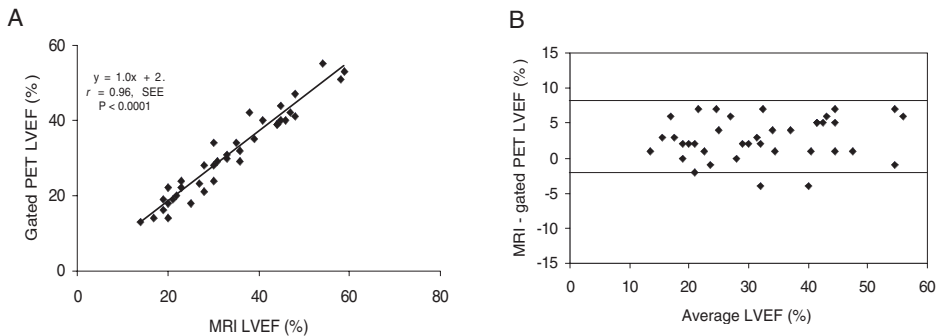 A
Gated PET LVEF (%)
60
40
20
0
y = 1.0x + 2.
r = 0.96, SEE
P < 0.0001
20
40
60
80
MRI LVEF (%)
B
MRI - gated PET LVEF (%)
15
10
5
0
-5
-10
-15
0
10
20
30
40
50
60
Average LVEF (%)